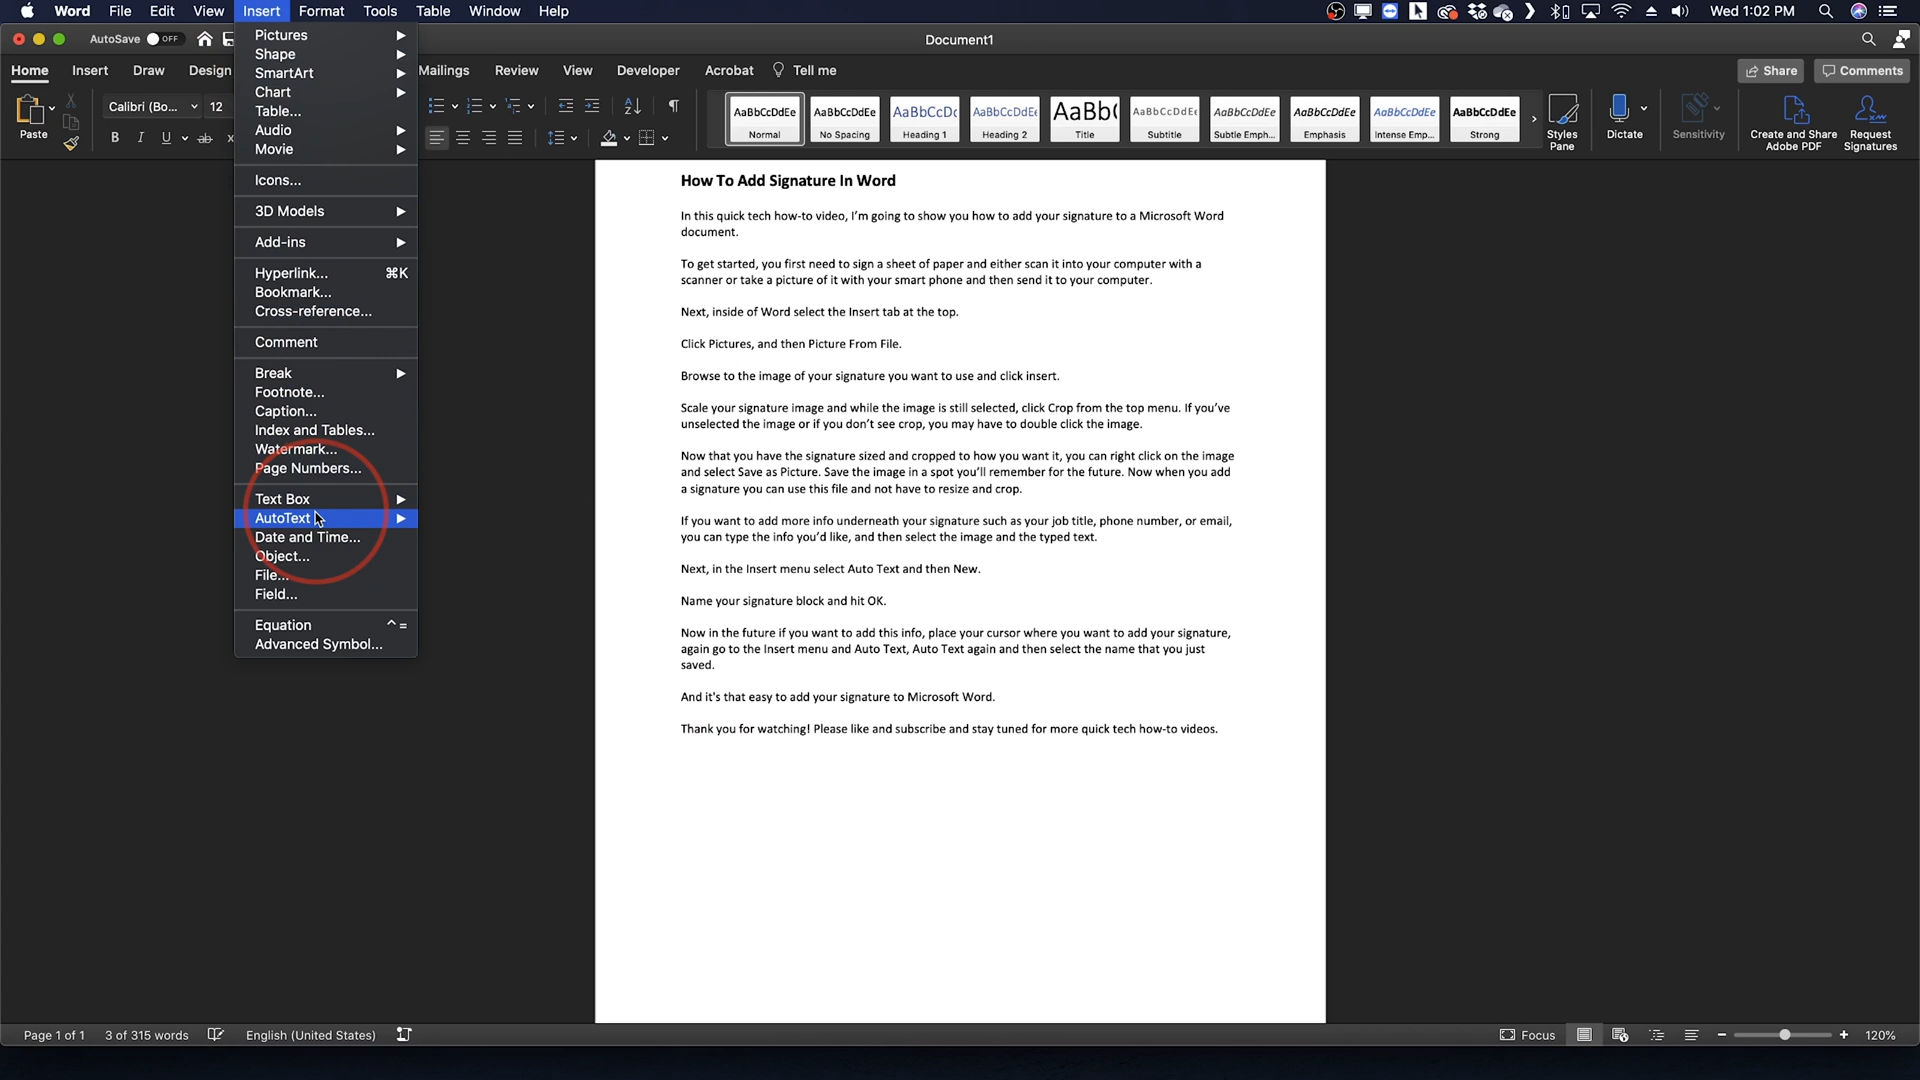 Word File Edit View Insert Format Tools Table Window Help Wed 1:02 PM
AutoSave OFF Document1
Home Insert Draw Design Mailings Review View Developer Acrobat Tell me Share Comments
Paste Calibri (Bo... 12
B I U ab x
AaBbCcDdEe AaBbCcDdEe AaBbCcDc AaBbCcDdEe AaBb( AaBbCcDdEe AaBbCcDdEe AaBbCcDdEe AaBbCcDdEe AaBbCcDdEe
Normal No Spacing Heading 1 Heading 2 Title Subtitle Subtle Emph... Emphasis Intense Emp... Strong
Styles Pane
Dictate
Sensitivity
Create and Share Adobe PDF
Request Signatures
Pictures
Shape
SmartArt
Chart
Table...
Audio
Movie
Icons...
3D Models
Add-ins
Hyperlink... ⌘K
Bookmark...
Cross-reference...
Comment
Break
Footnote...
Caption...
Index and Tables...
Watermark...
Page Numbers...
Text Box
AutoText
Date and Time...
Object...
File...
Field...
Equation ^ =
Advanced Symbol...
How To Add Signature In Word
In this quick tech how-to video, I'm going to show you how to add your signature to a Microsoft Word
document.
To get started, you first need to sign a sheet of paper and either scan it into your computer with a
scanner or take a picture of it with your smart phone and then send it to your computer.
Next, inside of Word select the Insert tab at the top.
Click Pictures, and then Picture From File.
Browse to the image of your signature you want to use and click insert.
Scale your signature image and while the image is still selected, click Crop from the top menu. If you've
unselected the image or if you don't see crop, you may have to double click the image.
Now that you have the signature sized and cropped to how you want it, you can right click on the image
and select Save as Picture. Save the image in a spot you'll remember for the future. Now when you add
a signature you can use this file and not have to resize and crop.
If you want to add more info underneath your signature such as your job title, phone number, or email,
you can type the info you'd like, and then select the image and the typed text.
Next, in the Insert menu select Auto Text and then New.
Name your signature block and hit OK.
Now in the future if you want to add this info, place your cursor where you want to add your signature,
again go to the Insert menu and Auto Text, Auto Text again and then select the name that you just
saved.
And it's that easy to add your signature to Microsoft Word.
Thank you for watching! Please like and subscribe and stay tuned for more quick tech how-to videos.
Page 1 of 1 3 of 315 words English (United States) Focus 120%